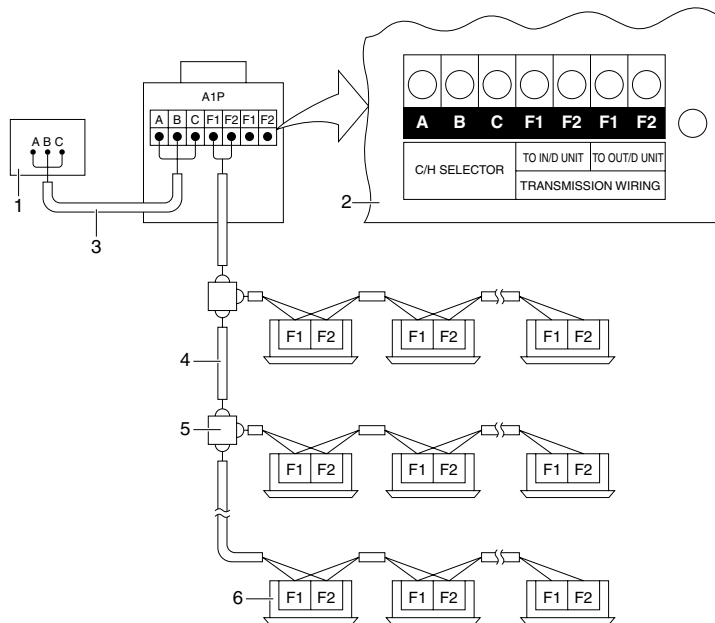 A1P
A B C F1 F2 F1 F2
A B C
1
3
A B C F1 F2 F1 F2
C/H SELECTOR
TO IN/D UNIT TO OUT/D UNIT
TRANSMISSION WIRING
2
F1 F2 F1 F2 F1 F2
4
5
F1 F2 F1 F2 F1 F2
6
F1 F2 F1 F2 F1 F2